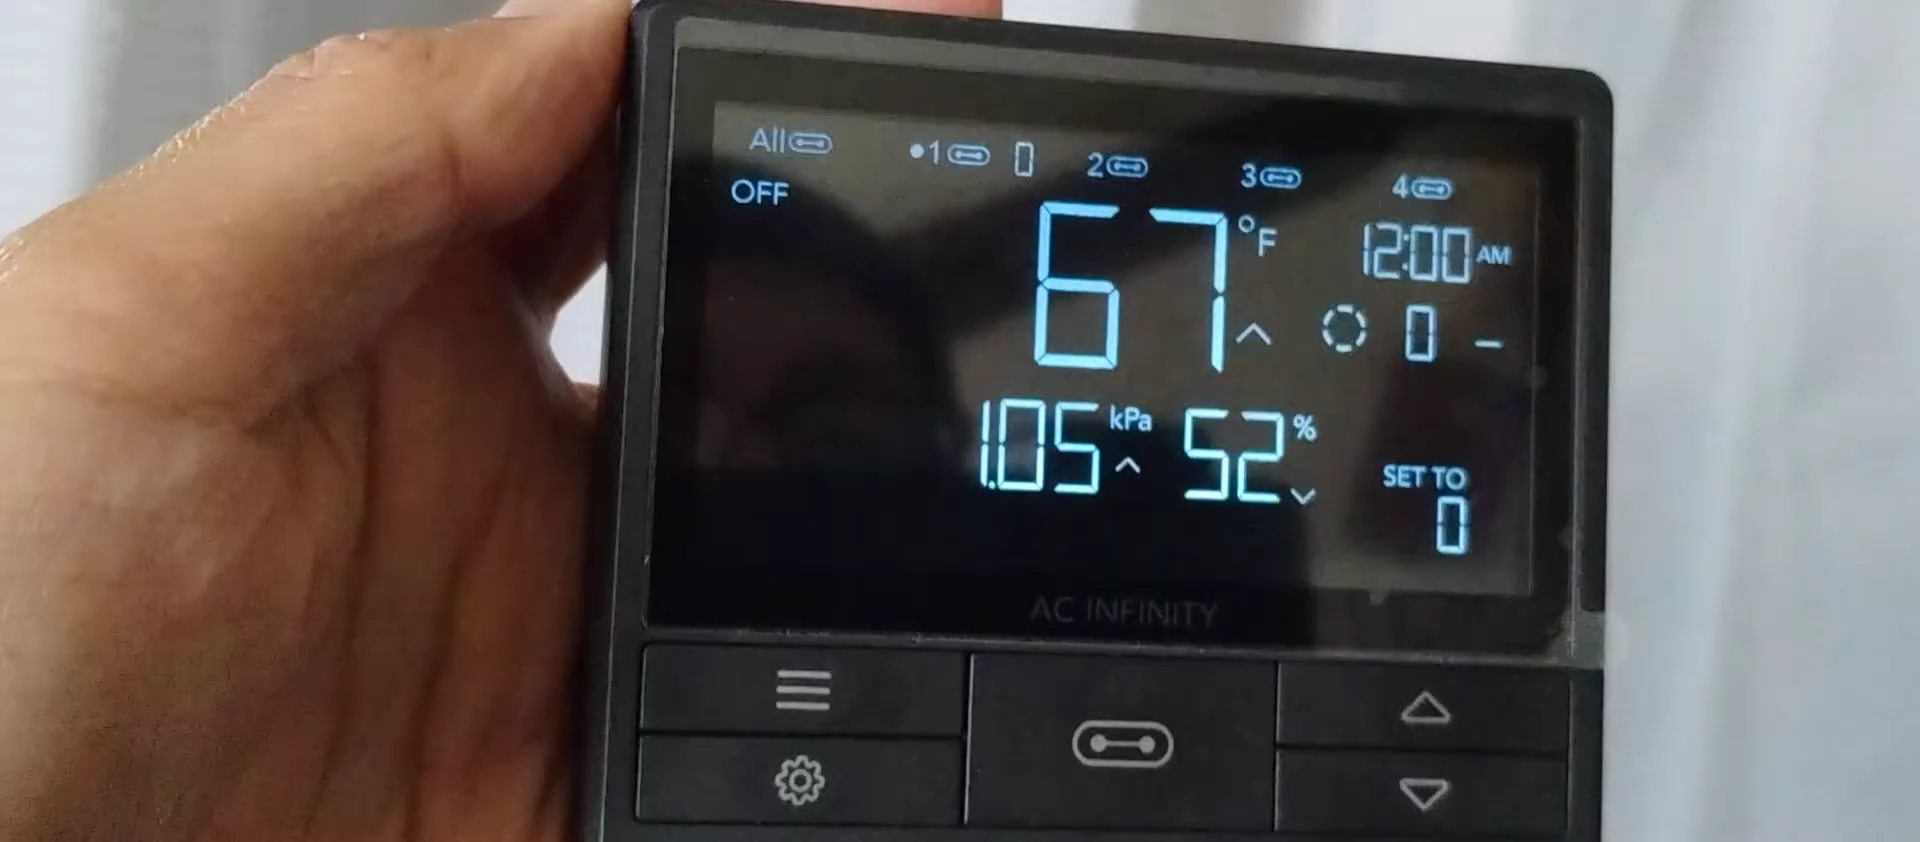 All •1 0 2 3 4
OFF
67 °F 12:00 AM
0 –
1.05 kPa 52 %
SET TO
0
AC INFINITY